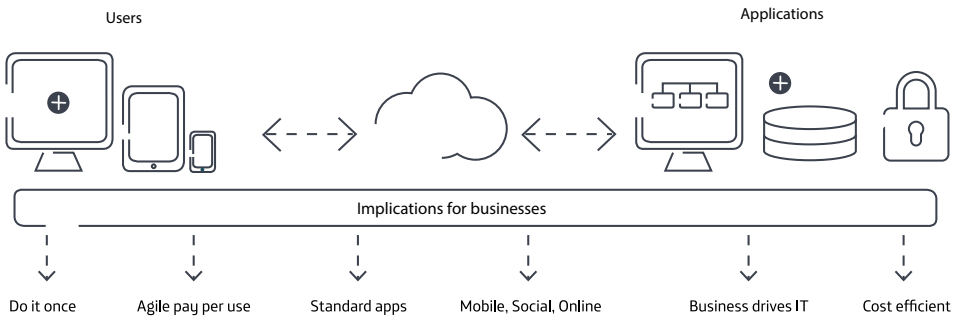 Users
Applications
Implications for businesses
Do it once
Agile pay per use
Standard apps
Mobile, Social, Online
Business drives IT
Cost efficient